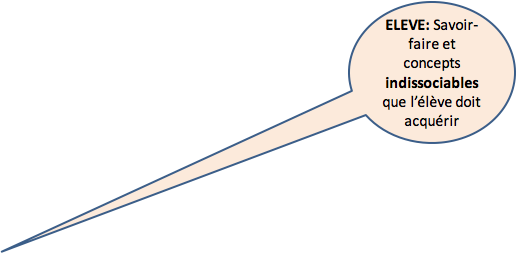 ELEVE: Savoir-
faire et
concepts
indissociables
que l'élève doit
acquérir